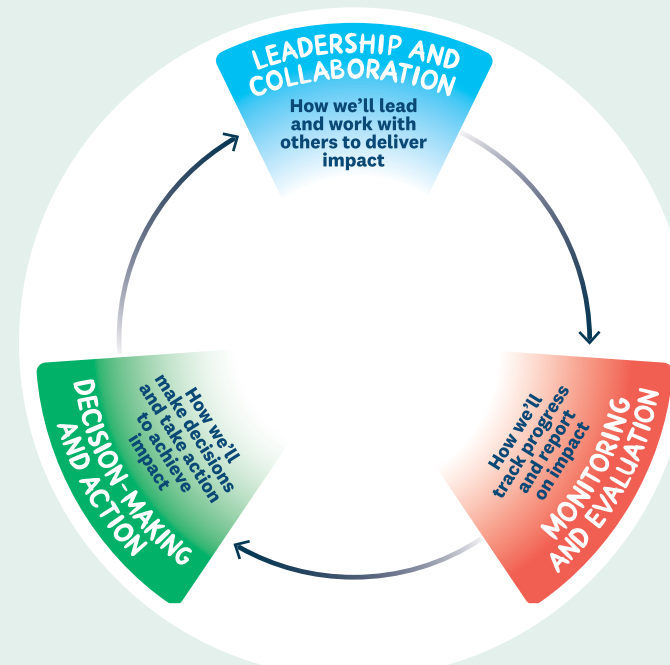 LEADERSHIP AND
COLLABORATION
How we'll lead
and work with
others to deliver
impact
MONITORING
AND EVALUATION
How we'll
track progress
and report
on impact
DECISION-MAKING
AND ACTION
How we'll
make decisions
and take action
to achieve
impact